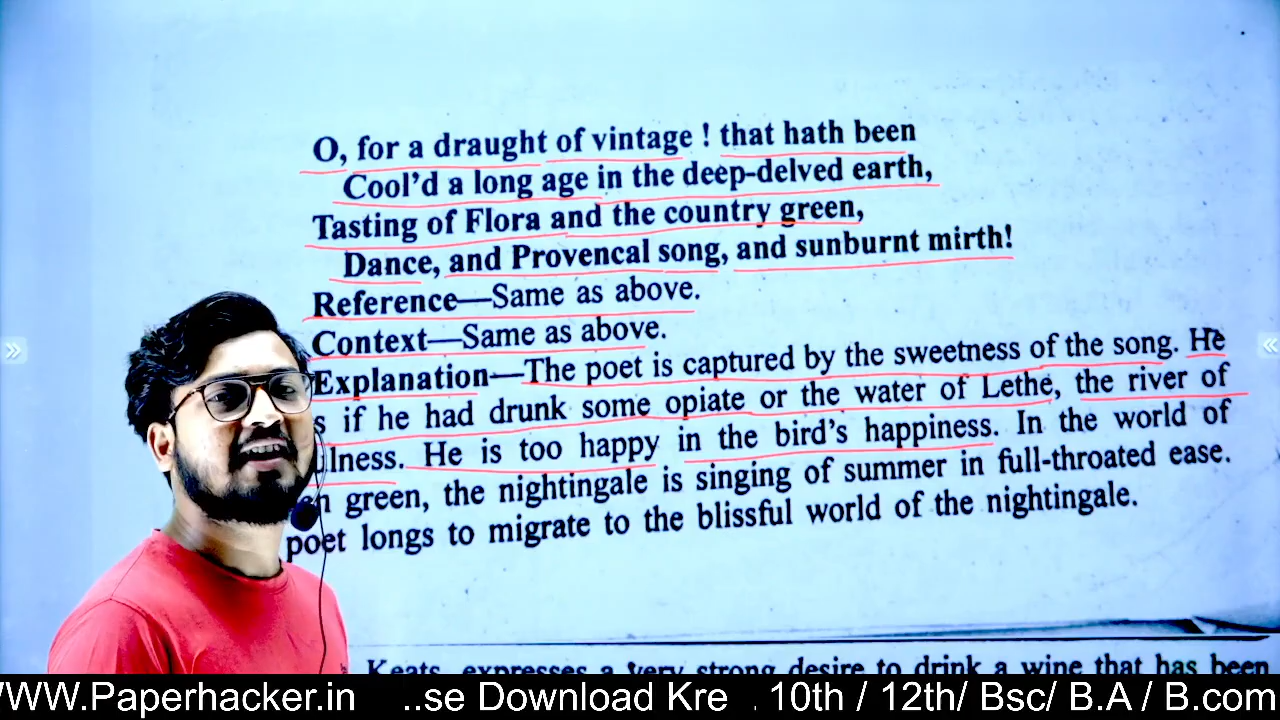 O, for a draught of vintage ! that hath been
Cool'd a long age in the deep-delved earth,
Tasting of Flora and the country green,
Dance, and Provencal song, and sunburnt mirth!
Reference—Same as above.
Context—Same as above.
Explanation—The poet is captured by the sweetness of the song. He
s if he had drunk some opiate or the water of Lethe, the river of
lness. He is too happy in the bird's happiness. In the world of
n green, the nightingale is singing of summer in full-throated ease.
poet longs to migrate to the blissful world of the nightingale.
Keats expresses a very strong desire to drink a wine that has been
WWW.Paperhacker.in ..se Download Kre . 10th / 12th/ Bsc/ B.A / B.com